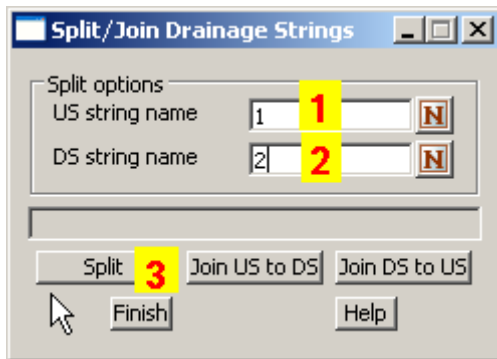 Split/Join Drainage Strings
Split options
US string name 1 1 N
DS string name 2 2 N
Split 3 Join US to DS Join DS to US
Finish Help